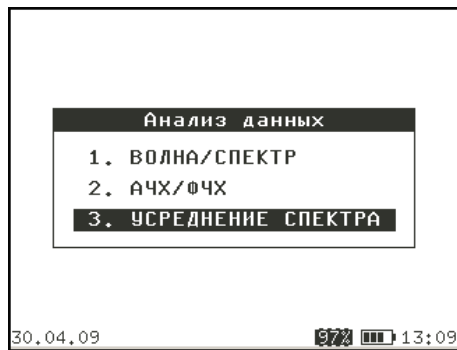 Анализ данных
1. ВОЛНА/СПЕКТР
2. АЧХ/ФЧХ
3. УСРЕДНЕНИЕ СПЕКТРА
30.04.09 97% 13:09